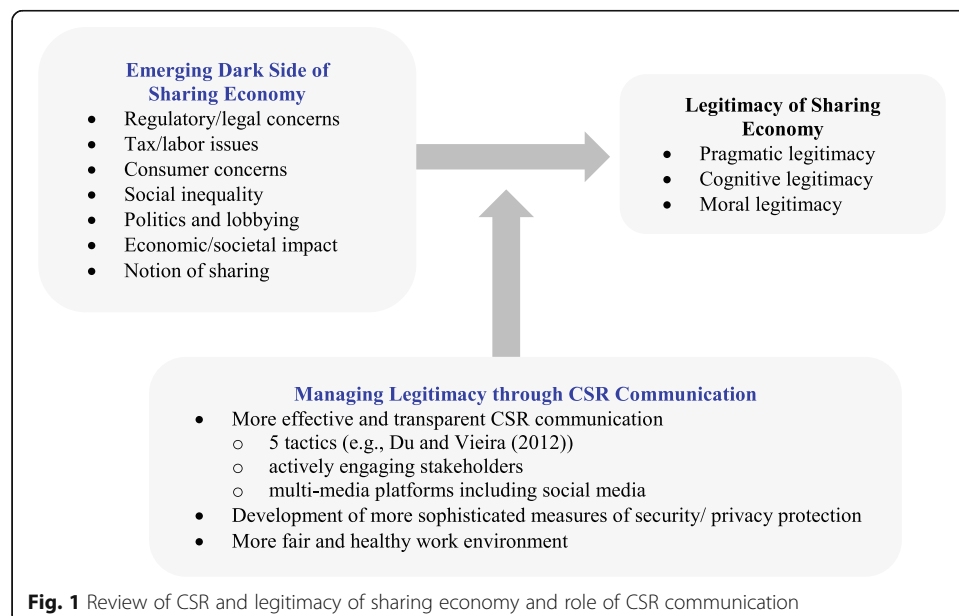 Emerging Dark Side of
Sharing Economy
• Regulatory/legal concerns
• Tax/labor issues
• Consumer concerns
• Social inequality
• Politics and lobbying
• Economic/societal impact
• Notion of sharing
Legitimacy of Sharing
Economy
• Pragmatic legitimacy
• Cognitive legitimacy
• Moral legitimacy
Managing Legitimacy through CSR Communication
• More effective and transparent CSR communication
o 5 tactics (e.g., Du and Vieira (2012))
o actively engaging stakeholders
o multi-media platforms including social media
• Development of more sophisticated measures of security/ privacy protection
• More fair and healthy work environment
Fig. 1 Review of CSR and legitimacy of sharing economy and role of CSR communication